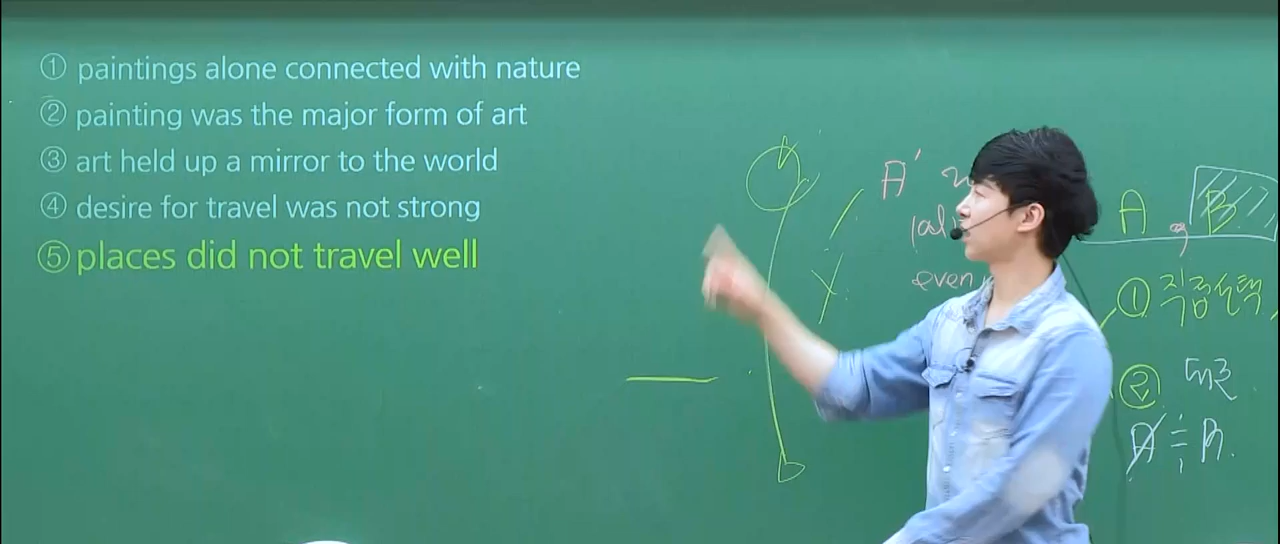 ① paintings alone connected with nature
② painting was the major form of art
③ art held up a mirror to the world
④ desire for travel was not strong
⑤ places did not travel well
A'
even
A B
① 직접선택
②
A B